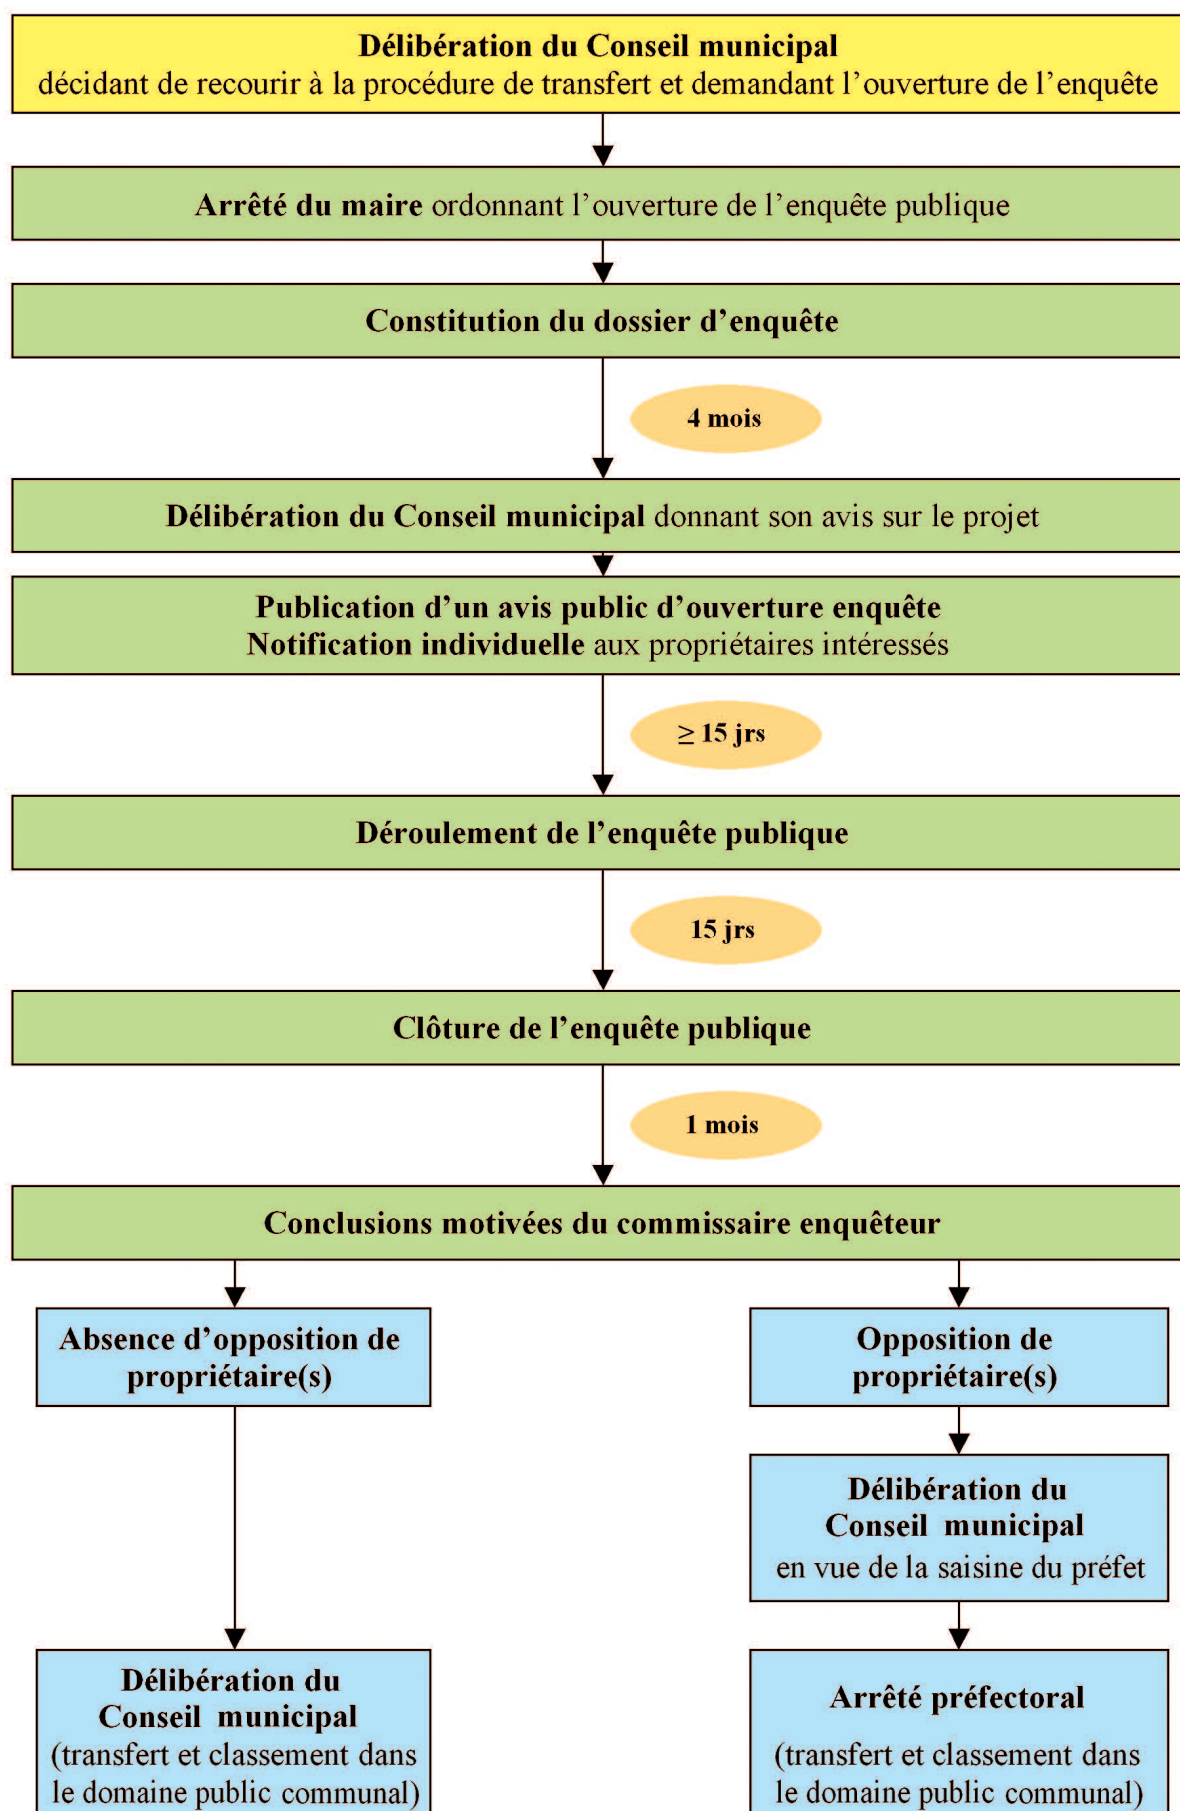 Délibération du Conseil municipal
décidant de recourir à la procédure de transfert et demandant l’ouverture de l’enquête
Arrêté du maire ordonnant l’ouverture de l’enquête publique
Constitution du dossier d’enquête
4 mois
Délibération du Conseil municipal donnant son avis sur le projet
Publication d’un avis public d’ouverture enquête
Notification individuelle aux propriétaires intéressés
≥ 15 jrs
Déroulement de l’enquête publique
15 jrs
Clôture de l’enquête publique
1 mois
Conclusions motivées du commissaire enquêteur
Absence d’opposition de
propriétaire(s)
Délibération du
Conseil municipal
(transfert et classement dans
le domaine public communal)
Opposition de
propriétaire(s)
Délibération du
Conseil municipal
en vue de la saisine du préfet
Arrêté préfectoral
(transfert et classement dans
le domaine public communal)